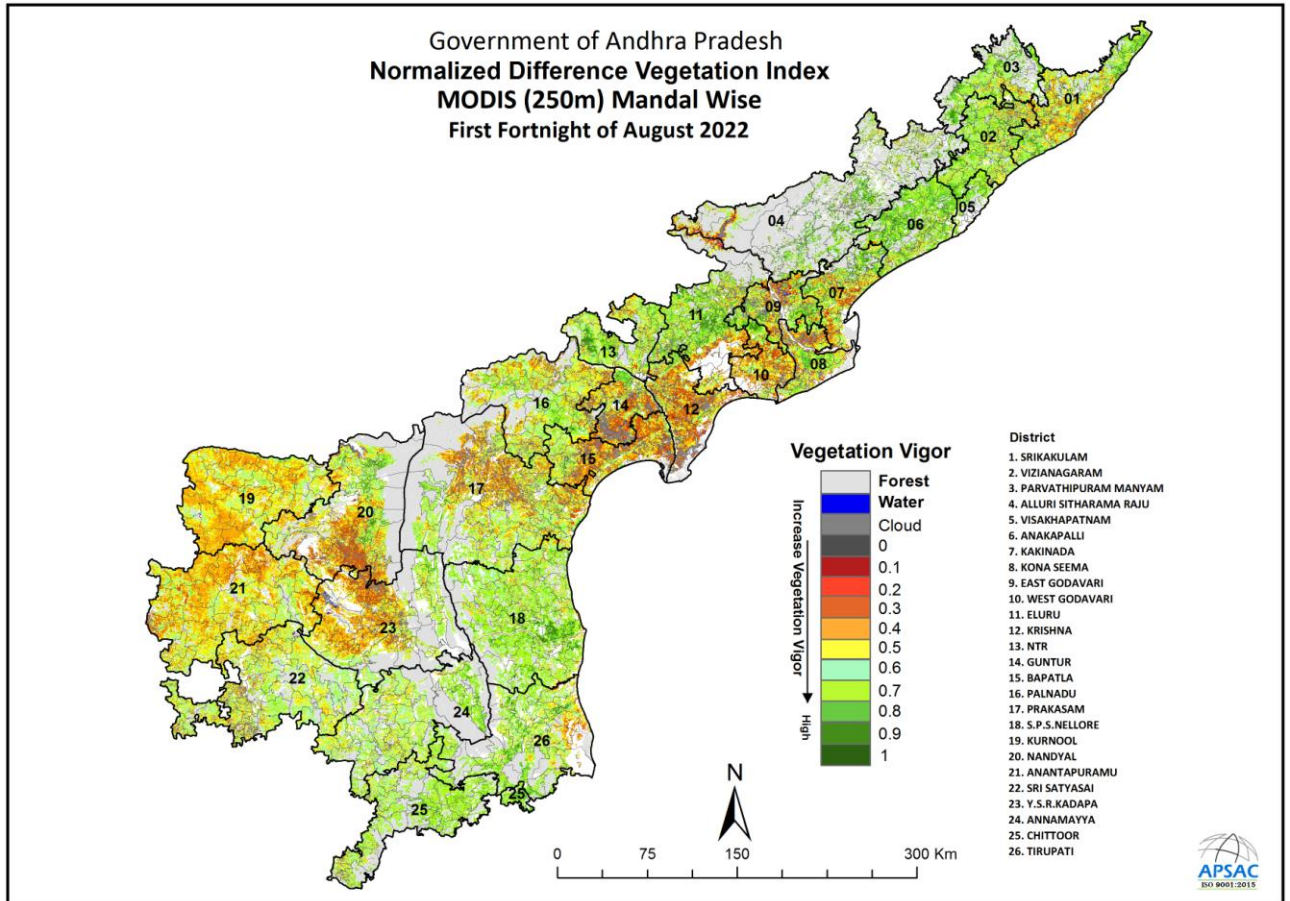 Government of Andhra Pradesh
Normalized Difference Vegetation Index
MODIS (250m) Mandal Wise
First Fortnight of August 2022
03
01
02
05
04
06
07
09
11
13
08
10
16
14
12
15
17
19
20
21
18
23
22
24
26
25
25
Vegetation Vigor
Increase Vegetation Vigor
High
Forest
Water
Cloud
0
0.1
0.2
0.3
0.4
0.5
0.6
0.7
0.8
0.9
1
District
1. SRIKAKULAM
2. VIZIANAGARAM
3. PARVATHIPURAM MANYAM
4. ALLURI SITHARAMA RAJU
5. VISAKHAPATNAM
6. ANAKAPALLI
7. KAKINADA
8. KONA SEEMA
9. EAST GODAVARI
10. WEST GODAVARI
11. ELURU
12. KRISHNA
13. NTR
14. GUNTUR
15. BAPATLA
16. PALNADU
17. PRAKASAM
18. S.P.S.NELLORE
19. KURNOOL
20. NANDYAL
21. ANANTAPURAMU
22. SRI SATYASAI
23. Y.S.R.KADAPA
24. ANNAMAYYA
25. CHITTOOR
26. TIRUPATI
N
0 75 150 300 Km
APSAC
ISO 9001:2015